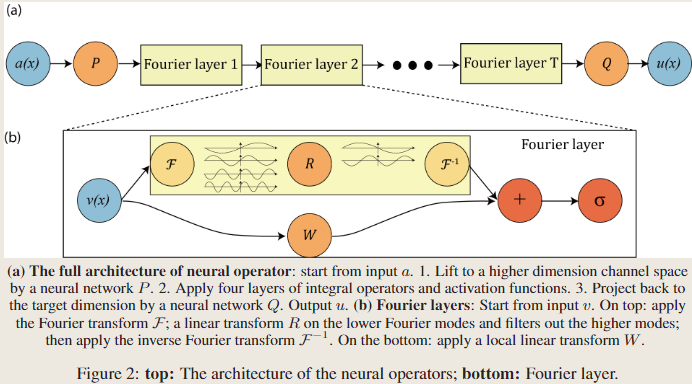 (a)
a(x) P Fourier layer 1 Fourier layer 2 ● ● ● Fourier layer T Q u(x)
(b)
Fourier layer
ℱ R ℱ⁻¹
v(x) + σ
W
(a) The full architecture of neural operator: start from input a. 1. Lift to a higher dimension channel space
by a neural network P. 2. Apply four layers of integral operators and activation functions. 3. Project back to
the target dimension by a neural network Q. Output u. (b) Fourier layers: Start from input v. On top: apply
the Fourier transform ℱ; a linear transform R on the lower Fourier modes and filters out the higher modes;
then apply the inverse Fourier transform ℱ⁻¹. On the bottom: apply a local linear transform W.
Figure 2: top: The architecture of the neural operators; bottom: Fourier layer.